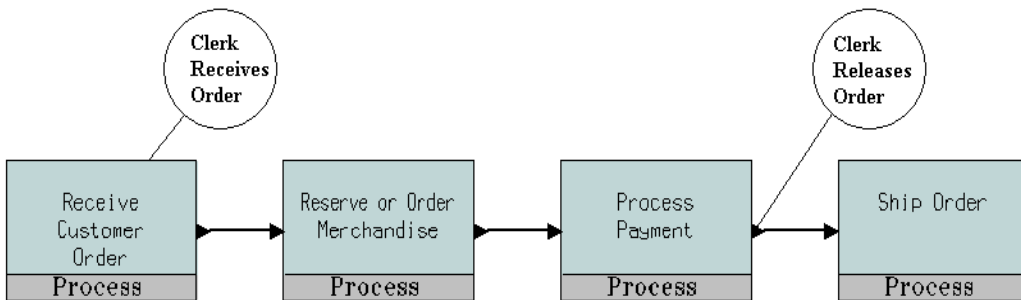 Clerk
Receives
Order
Clerk
Releases
Order
Receive
Customer
Order
Process
Reserve or Order
Merchandise
Process
Process
Payment
Process
Ship Order
Process